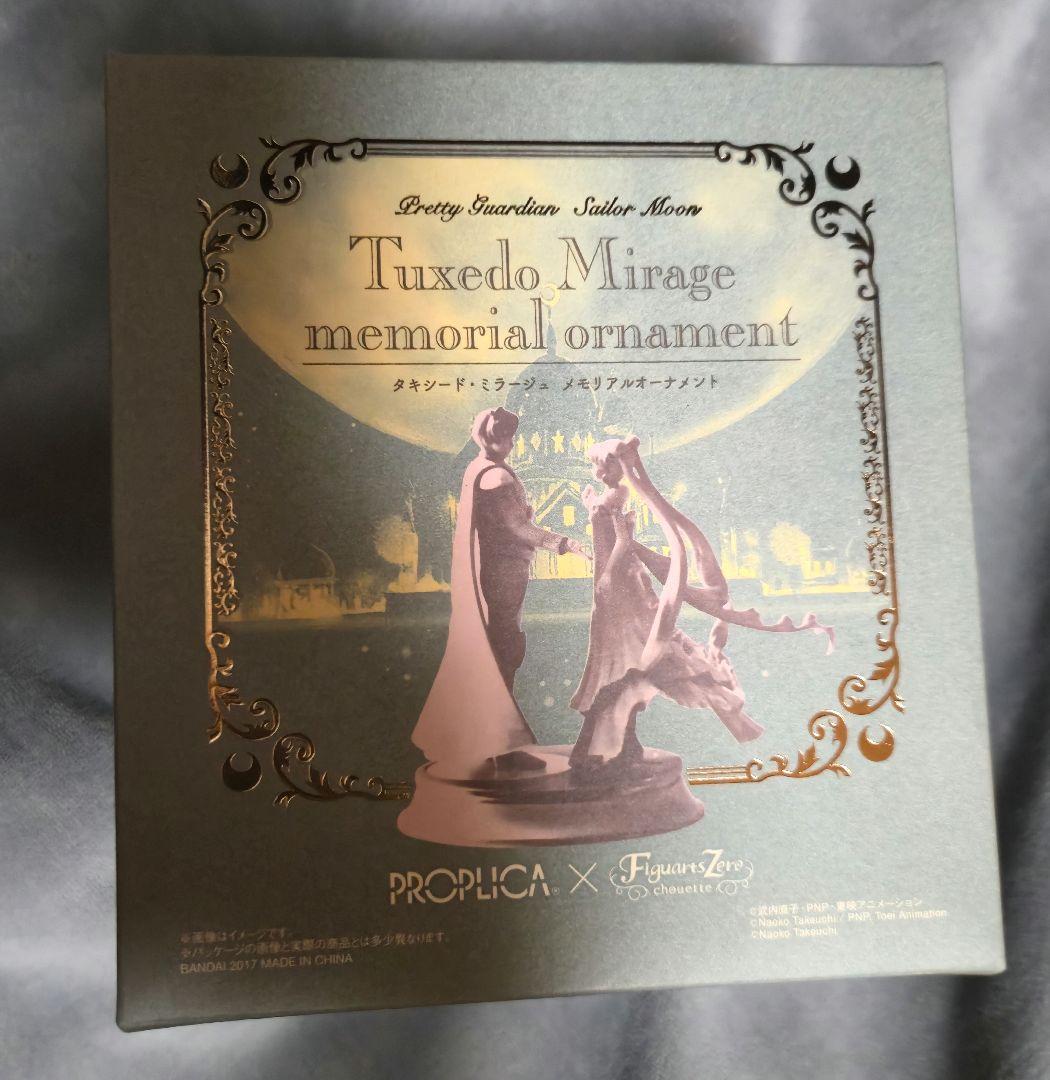 Pretty Guardian Sailor Moon
Tuxedo Mirage
memorial ornament
タキシード・ミラージュ メモリアルオーナメント
PROPLICA® × FiguartsZero
chouette
※画像はイメージです。
※パッケージの画像と実際の商品とは多少異なります。
BANDAI 2017 MADE IN CHINA
©武内直子・PNP・東映アニメーション
©Naoko Takeuchi / PNP, Toei Animation
©Naoko Takeuchi